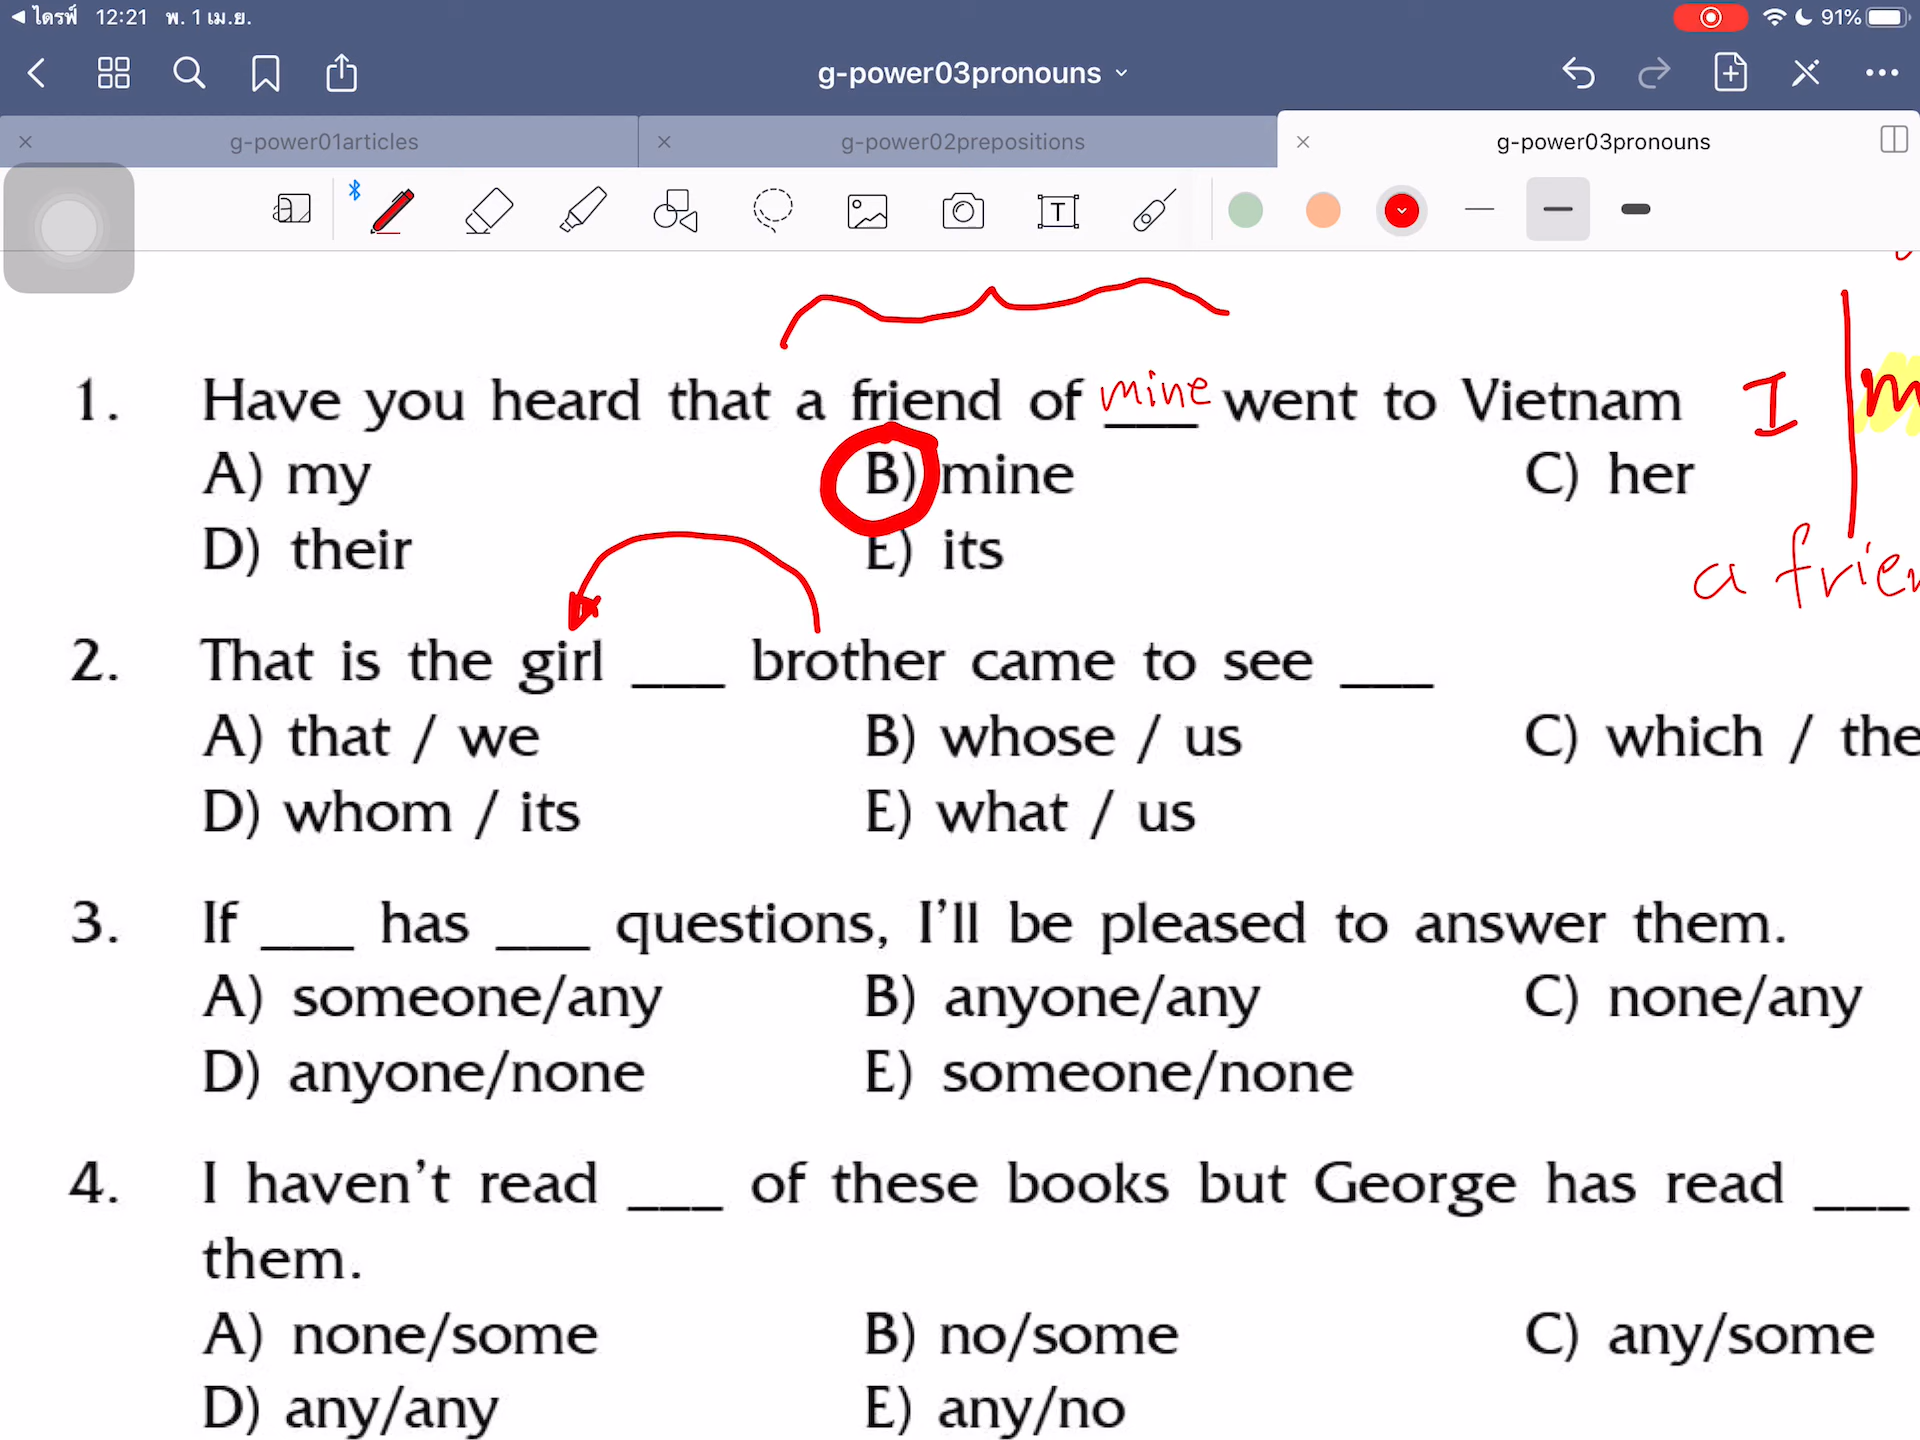 ไดรฟ์ 12:21 พ. 1 เม.ย. 91%
g-power03pronouns
g-power01articles g-power02prepositions g-power03pronouns
1. Have you heard that a friend of mine ___ went to Vietnam I
A) my B) mine C) her
D) their E) its
a
2. That is the girl ___ brother came to see ___
A) that / we B) whose / us C) which / the
D) whom / its E) what / us
3. If ___ has ___ questions, I'll be pleased to answer them.
A) someone/any B) anyone/any C) none/any
D) anyone/none E) someone/none
4. I haven't read ___ of these books but George has read ___
them.
A) none/some B) no/some C) any/some
D) any/any E) any/no